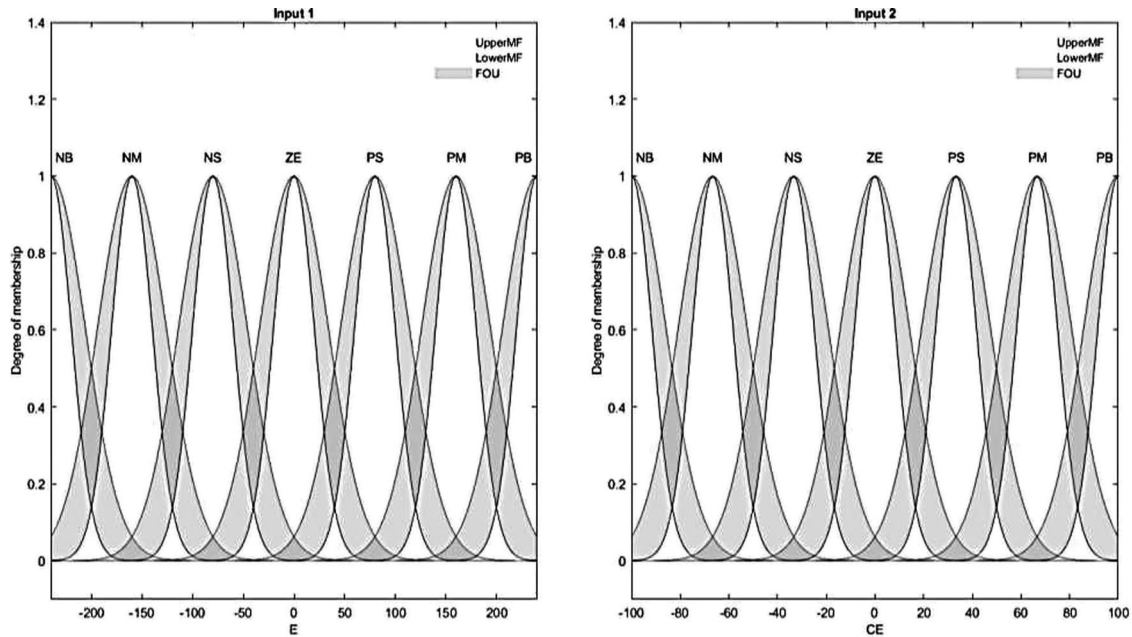 Input 1
1.4
UpperMF
LowerMF
FOU
1.2
NB NM NS ZE PS PM PB
1
0.8
0.6
0.4
0.2
0
Degree of membership
-200 -150 -100 -50 0 50 100 150 200
E
Input 2
1.4
UpperMF
LowerMF
FOU
1.2
NB NM NS ZE PS PM PB
1
0.8
0.6
0.4
0.2
0
Degree of membership
-100 -80 -60 -40 -20 0 20 40 60 80 100
CE